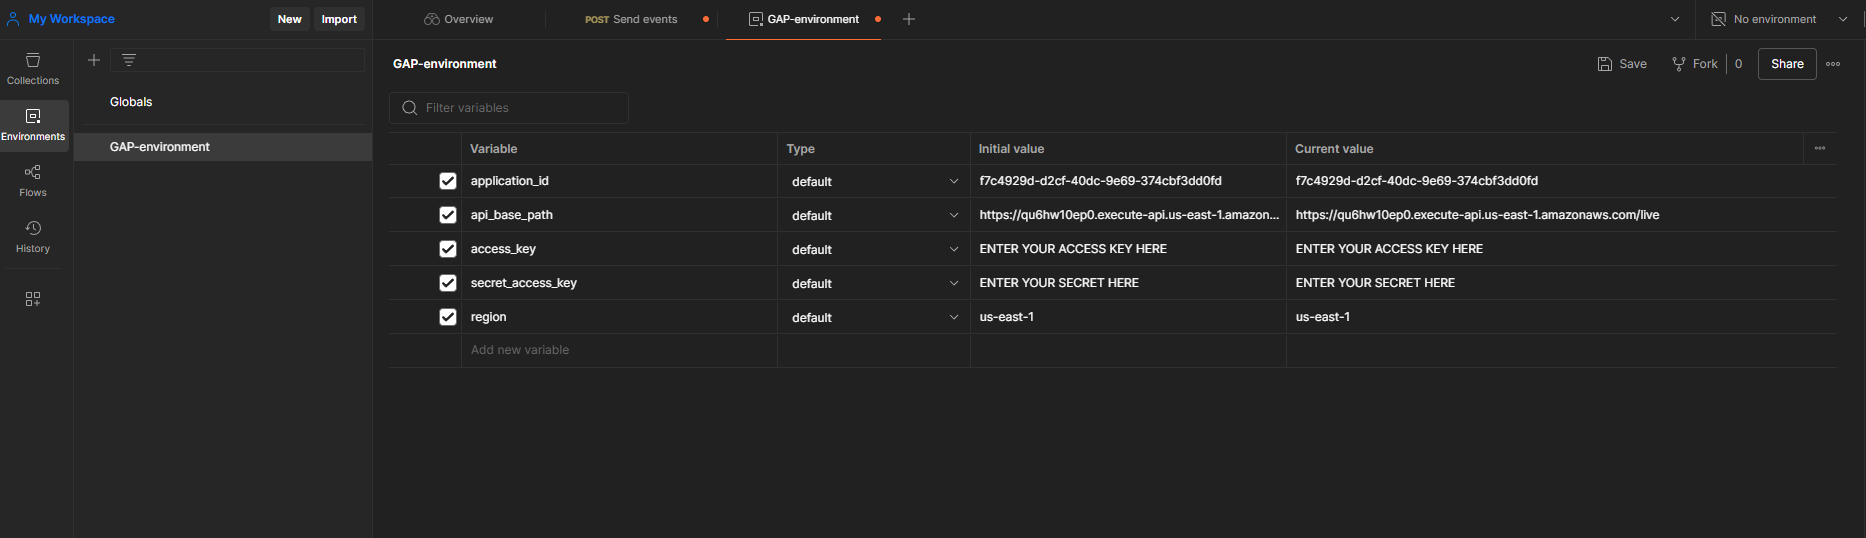 My Workspace
New
Import
Overview
POST Send events
GAP-environment
No environment
Collections
Environments
Flows
History
Globals
GAP-environment
GAP-environment
Save
Fork
0
Share
Filter variables
Variable Type Initial value Current value
application_id default f7c4929d-d2cf-40dc-9e69-374cbf3dd0fd f7c4929d-d2cf-40dc-9e69-374cbf3dd0fd
api_base_path default https://qu6hw10ep0.execute-api.us-east-1.amazon... https://qu6hw10ep0.execute-api.us-east-1.amazonaws.com/live
access_key default ENTER YOUR ACCESS KEY HERE ENTER YOUR ACCESS KEY HERE
secret_access_key default ENTER YOUR SECRET HERE ENTER YOUR SECRET HERE
region default us-east-1 us-east-1
Add new variable